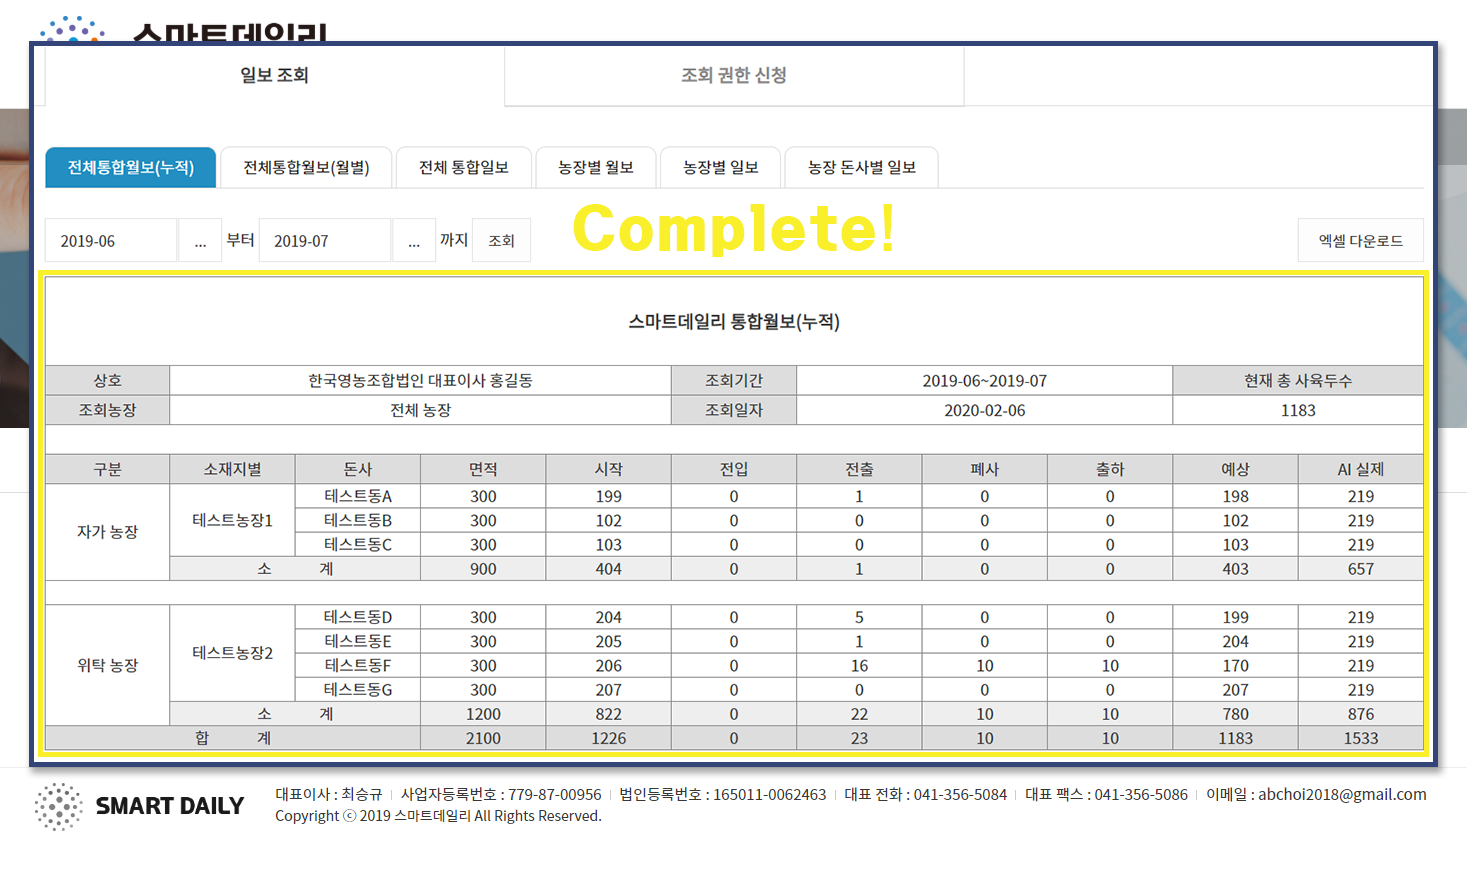 스마트데일리
일보 조회 조회 권한 신청
전체통합월보(누적) 전체통합월보(월별) 전체 통합일보 농장별 월보 농장별 일보 농장 돈사별 일보
Complete!
2019-06 ... 부터 2019-07 ... 까지 조회 엑셀 다운로드
스마트데일리 통합월보(누적)
상호 한국영농조합법인 대표이사 홍길동 조회기간 2019-06~2019-07 현재 총 사육두수
조회농장 전체 농장 조회일자 2020-02-06 1183
구분 소재지별 돈사 면적 시작 전입 전출 폐사 출하 예상 AI 실제
자가 농장 테스트농장1 테스트동A 300 199 0 1 0 0 198 219
테스트동B 300 102 0 0 0 0 102 219
테스트동C 300 103 0 0 0 0 103 219
소 계 900 404 0 1 0 0 403 657
위탁 농장 테스트농장2 테스트동D 300 204 0 5 0 0 199 219
테스트동E 300 205 0 1 0 0 204 219
테스트동F 300 206 0 16 10 10 170 219
테스트동G 300 207 0 0 0 0 207 219
소 계 1200 822 0 22 10 10 780 876
합 계 2100 1226 0 23 10 10 1183 1533
SMART DAILY
대표이사 : 최승규 | 사업자등록번호 : 779-87-00956 | 법인등록번호 : 165011-0062463 | 대표 전화 : 041-356-5084 | 대표 팩스 : 041-356-5086 | 이메일 : abchoi2018@gmail.com
Copyright ⓒ 2019 스마트데일리 All Rights Reserved.